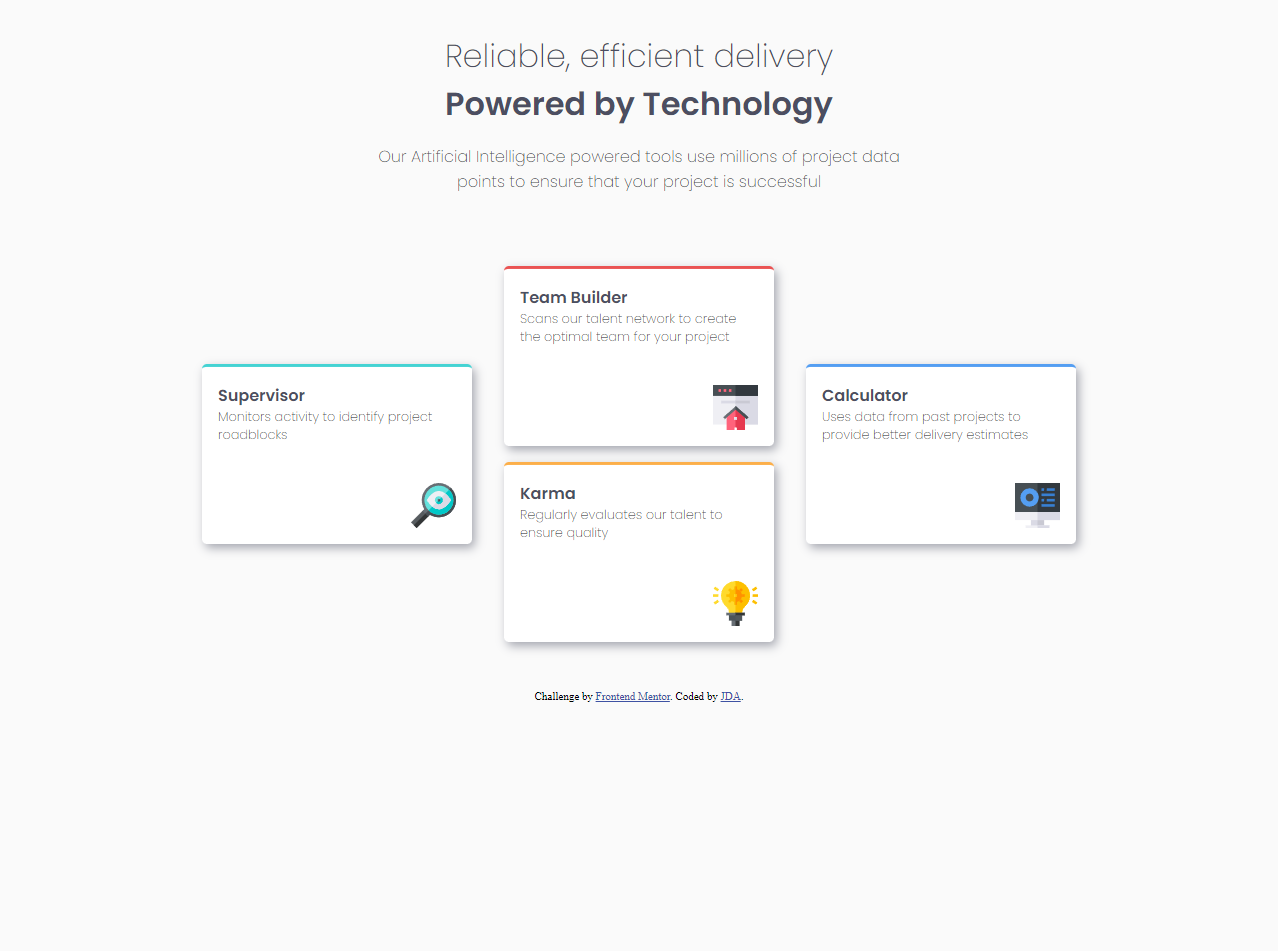 Reliable, efficient delivery
Powered by Technology
Our Artificial Intelligence powered tools use millions of project data
points to ensure that your project is successful
Team Builder
Scans our talent network to create
the optimal team for your project
Supervisor
Monitors activity to identify project
roadblocks
Calculator
Uses data from past projects to
provide better delivery estimates
Karma
Regularly evaluates our talent to
ensure quality
Challenge by Frontend Mentor. Coded by JDA.